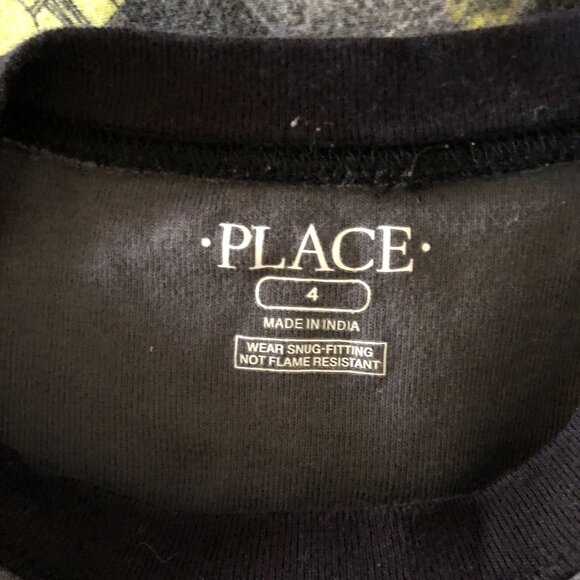 ·PLACE·
4
MADE IN INDIA
WEAR SNUG-FITTING
NOT FLAME RESISTANT